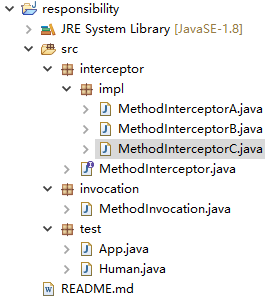 responsibility
JRE System Library [JavaSE-1.8]
src
interceptor
impl
MethodInterceptorA.java
MethodInterceptorB.java
MethodInterceptorC.java
MethodInterceptor.java
invocation
MethodInvocation.java
test
App.java
Human.java
README.md